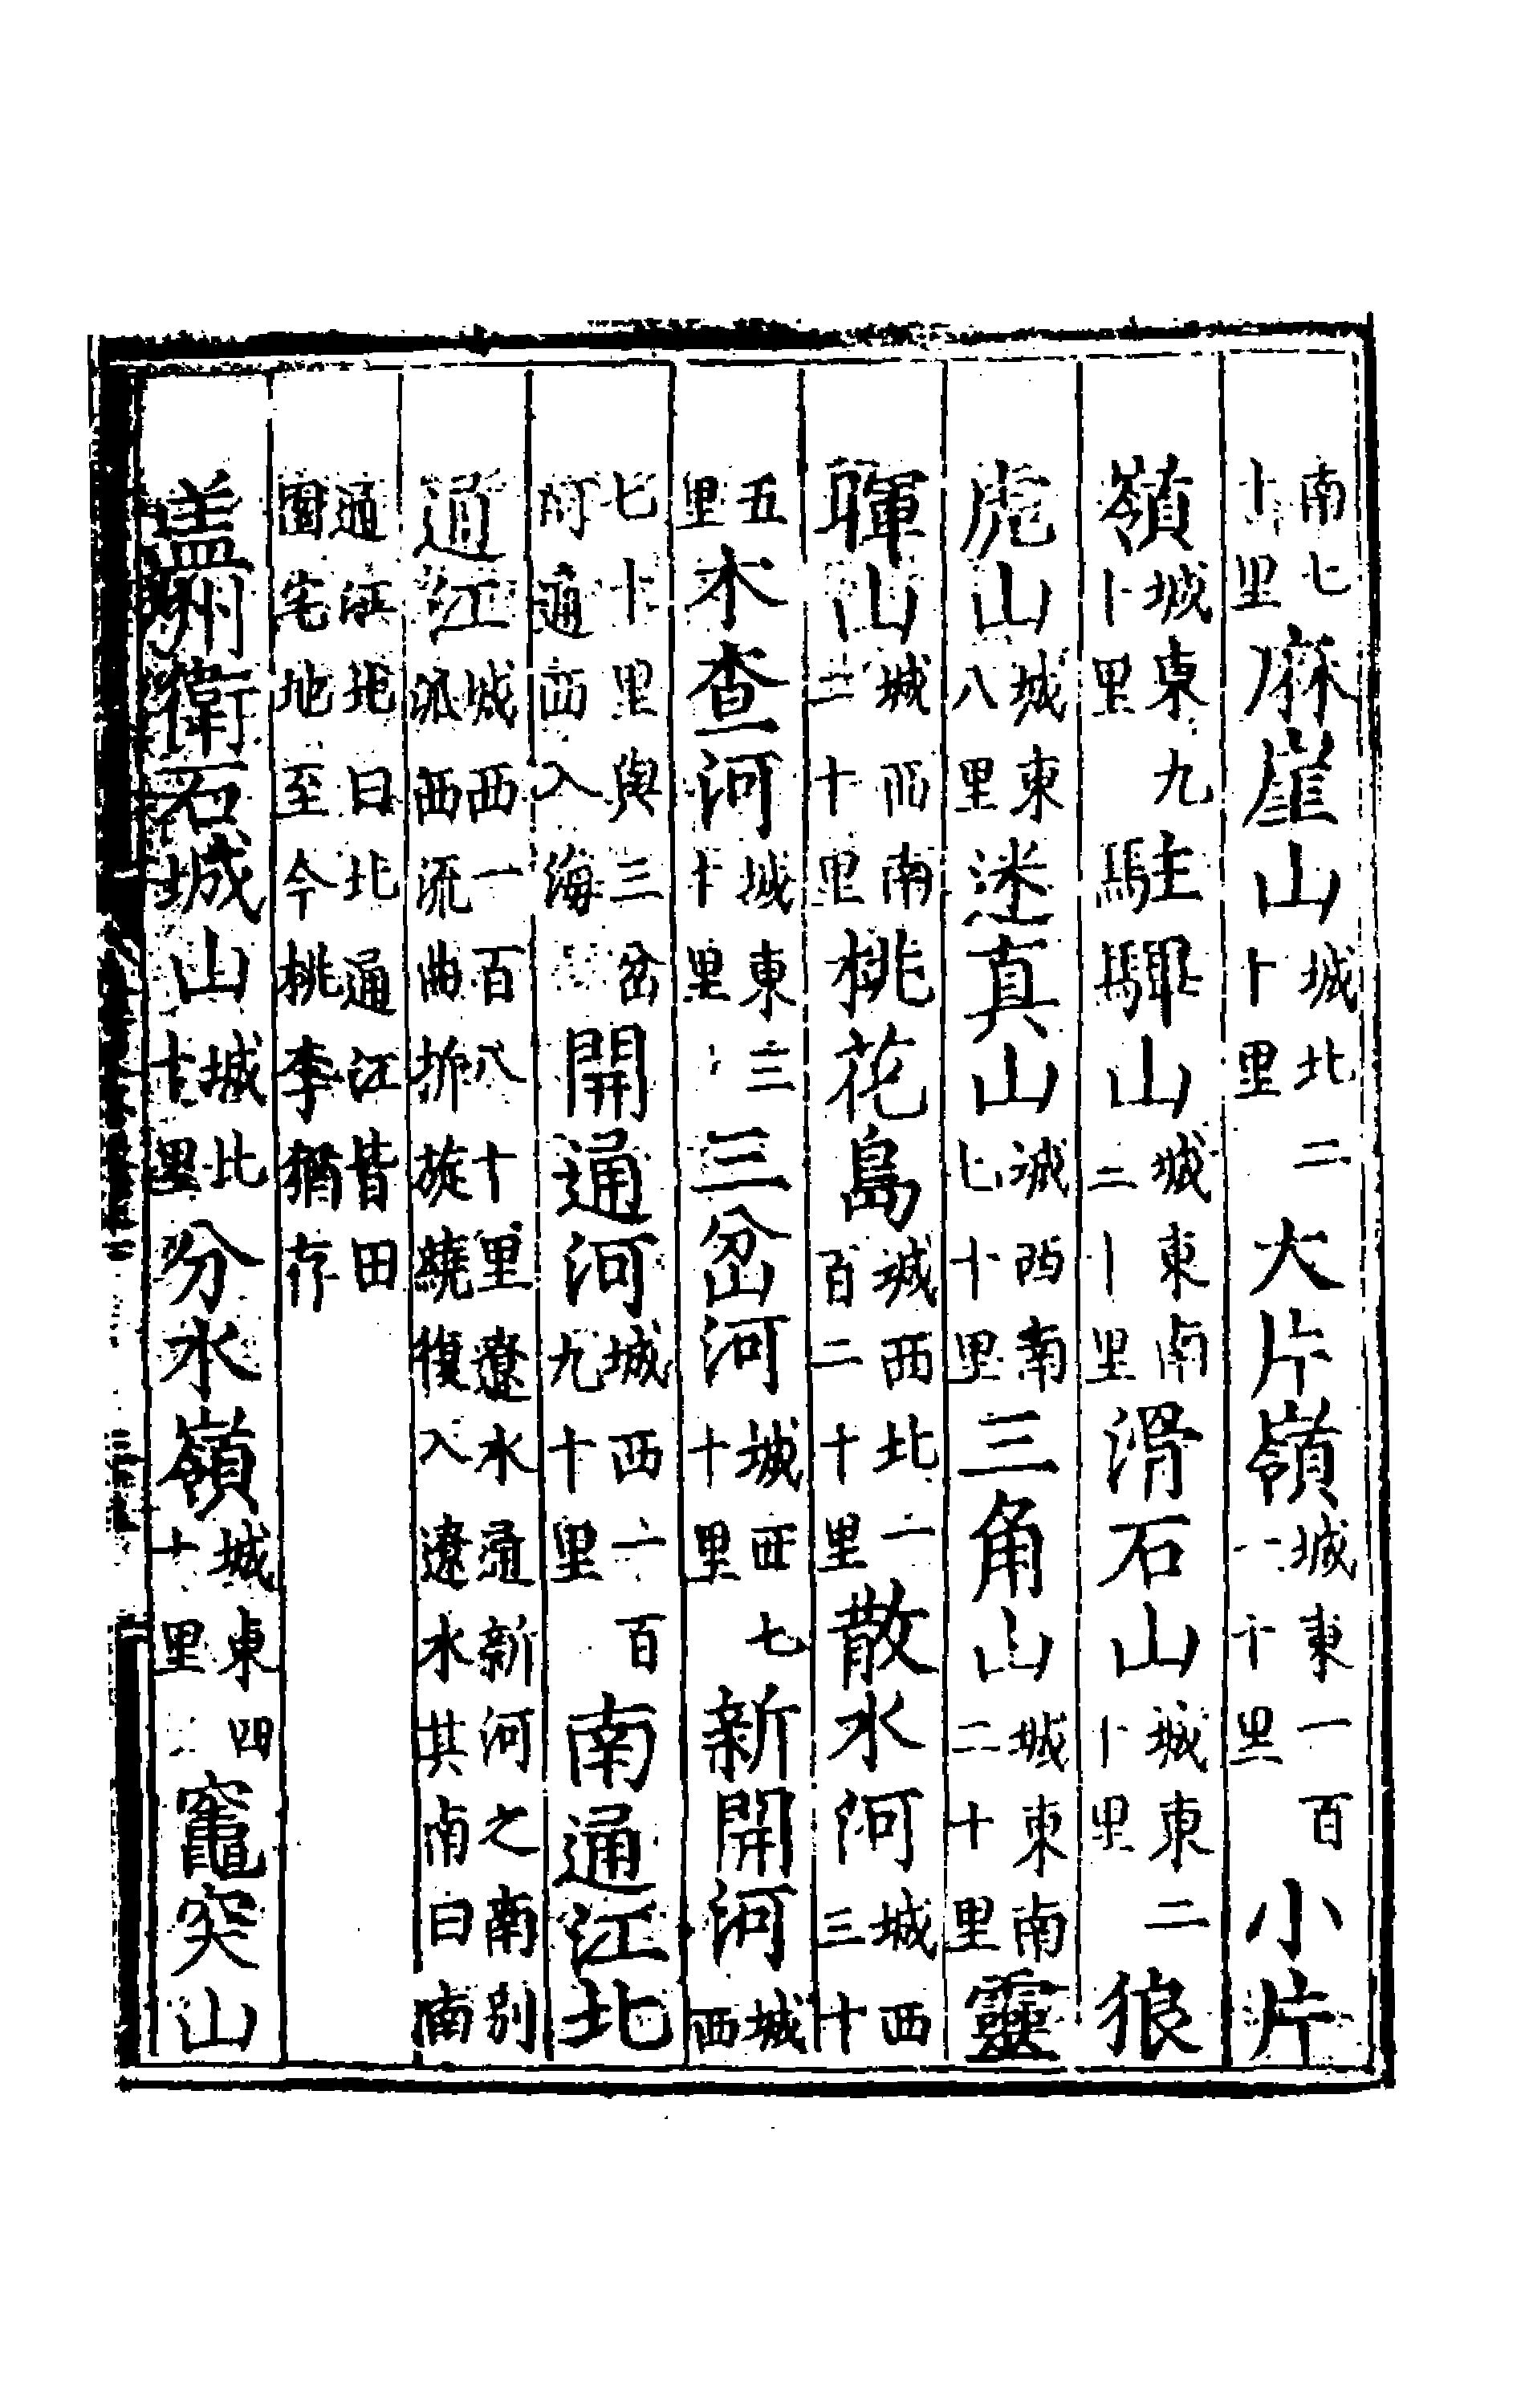 南七十里麻崖山城北二十里大片嶺城東一百一十里小片
嶺城東九十里駐驆山城東南二十里滑石山城東二十里狼
虎山城東八里迷真山城西南七十里三角山城東南二十里靈
暉山城西南二十里桃花島城西北一百二十里散水河城西三十
五里木查河城東三十里三岔河城西七十里新開河城西
七十里與三岔河通西入海開通河城西一百九十里南通江北
通江城西一百八十里遼水通新河之南別派西流曲折旋繞復入遼水其南曰南
通江北曰北通江皆田園宅地至今桃李猶存
盖州衛石城山城北十里分水嶺城東四十里竈突山